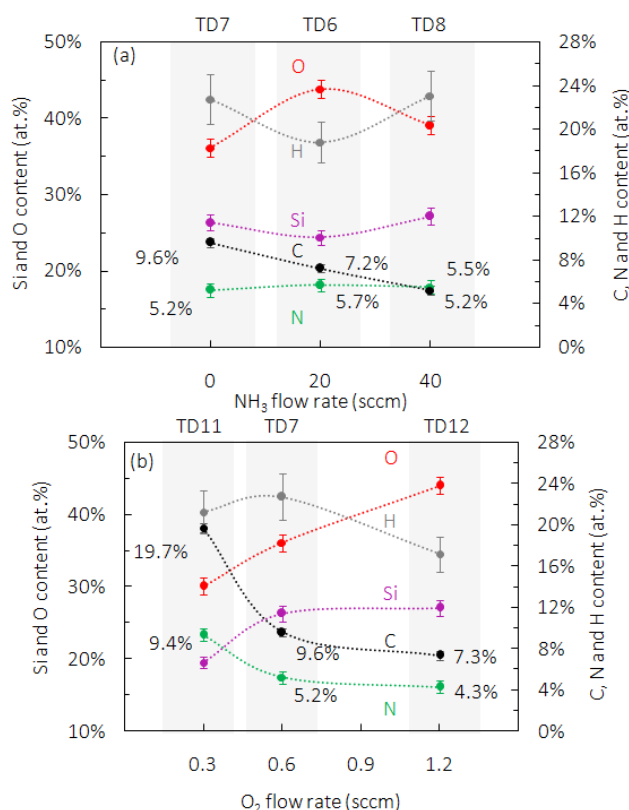 TD7 TD6 TD8
50% (a) O 28%
24%
40%
H 20%
16%
30%
Si 12%
9.6% C 7.2% 5.5%
20% 8%
5.2% N 5.7% 5.2% 4%
10% 0%
0 20 40
NH₃ flow rate (sccm)
Si and O content (at.%)
C, N and H content (at.%)
TD11 TD7 TD12
50% (b) O 28%
24%
40%
H 20%
19.7%
16%
30%
Si 12%
9.4% C
20% 9.6% 7.3% 8%
5.2% N 4.3% 4%
10% 0%
0.3 0.6 0.9 1.2
O₂ flow rate (sccm)
Si and O content (at.%)
C, N and H content (at.%)